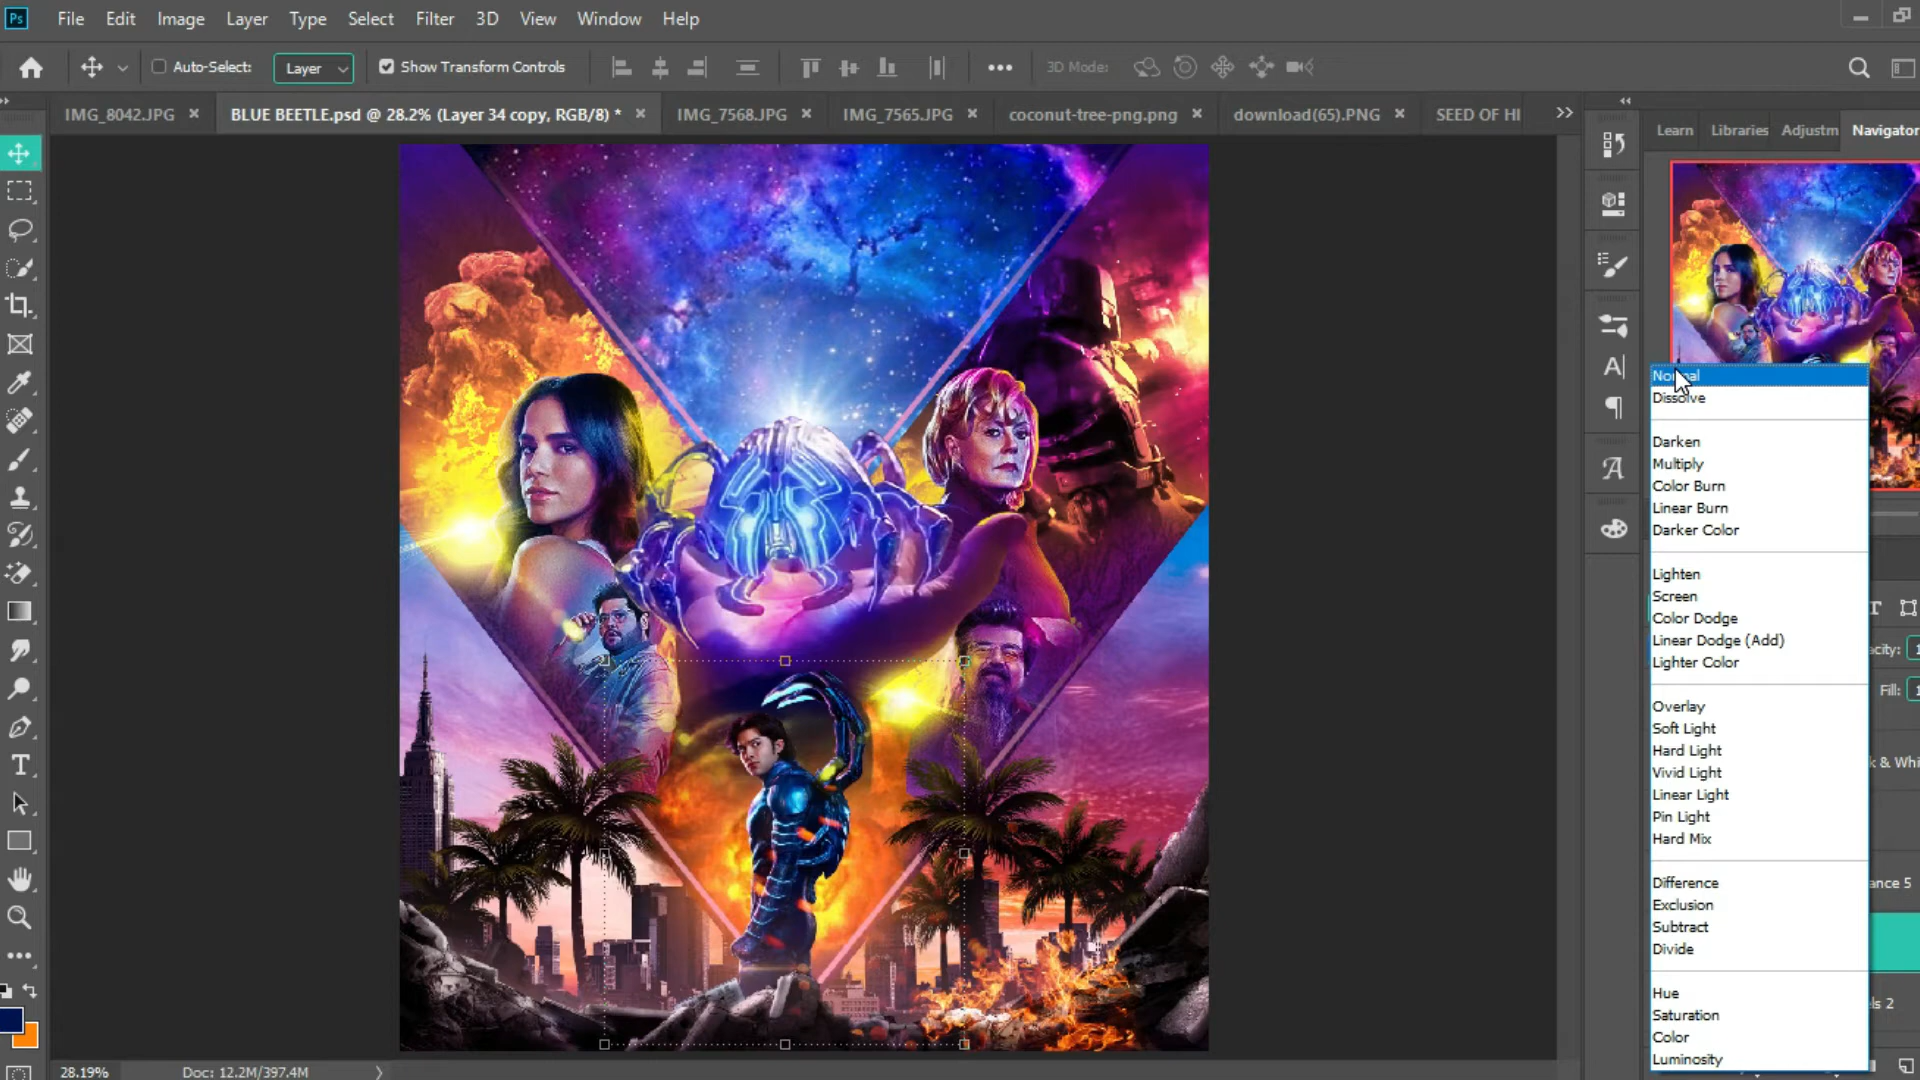 Ps File Edit Image Layer Type Select Filter 3D View Window Help
Auto-Select: Layer Show Transform Controls 3D Mode:
IMG_8042.JPG × BLUE BEETLE.psd @ 28.2% (Layer 34 copy, RGB/8) * × IMG_7568.JPG × IMG_7565.JPG × coconut-tree-png.png × download(65).PNG × SEED OF HI
Learn Libraries Adjustm Navigator
Normal
Dissolve
Darken
Multiply
Color Burn
Linear Burn
Darker Color
Lighten
Screen
Color Dodge
Linear Dodge (Add)
Lighter Color
acity: 1
Overlay
Fill: 1
Soft Light
Hard Light
k & Whi
Vivid Light
Linear Light
Pin Light
Hard Mix
Difference
ance 5
Exclusion
Subtract
Divide
Hue
els 2
Saturation
Color
Luminosity
28.19% Doc: 12.2M/397.4M